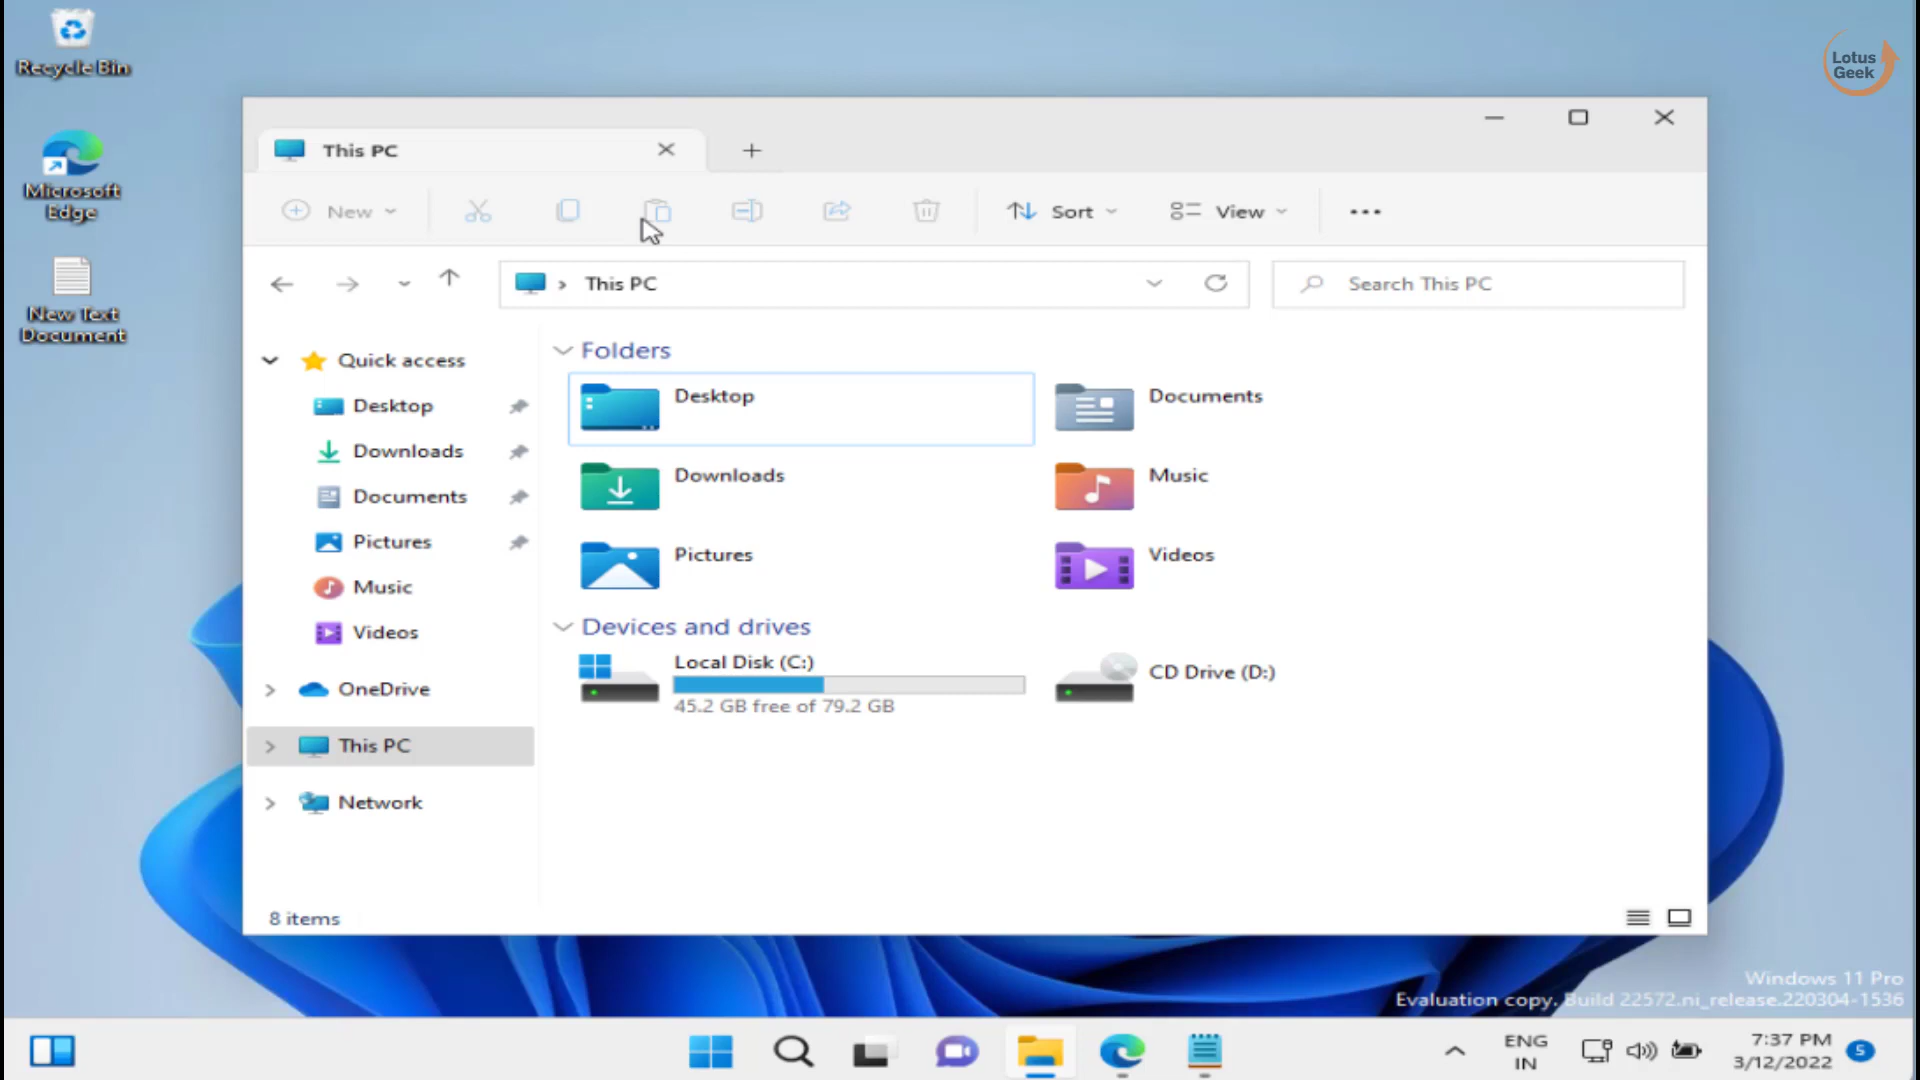 Recycle Bin
Lotus
Geek
Microsoft
Edge
New Text
Document
This PC
New
Sort
View
This PC
Search This PC
Quick access
Desktop
Downloads
Documents
Pictures
Music
Videos
OneDrive
This PC
Network
Folders
Desktop
Documents
Downloads
Music
Pictures
Videos
Devices and drives
Local Disk (C:)
45.2 GB free of 79.2 GB
CD Drive (D:)
8 items
Windows 11 Pro
Evaluation copy. Build 22572.ni_release.220304-1536
ENG
IN
7:37 PM
3/12/2022
5